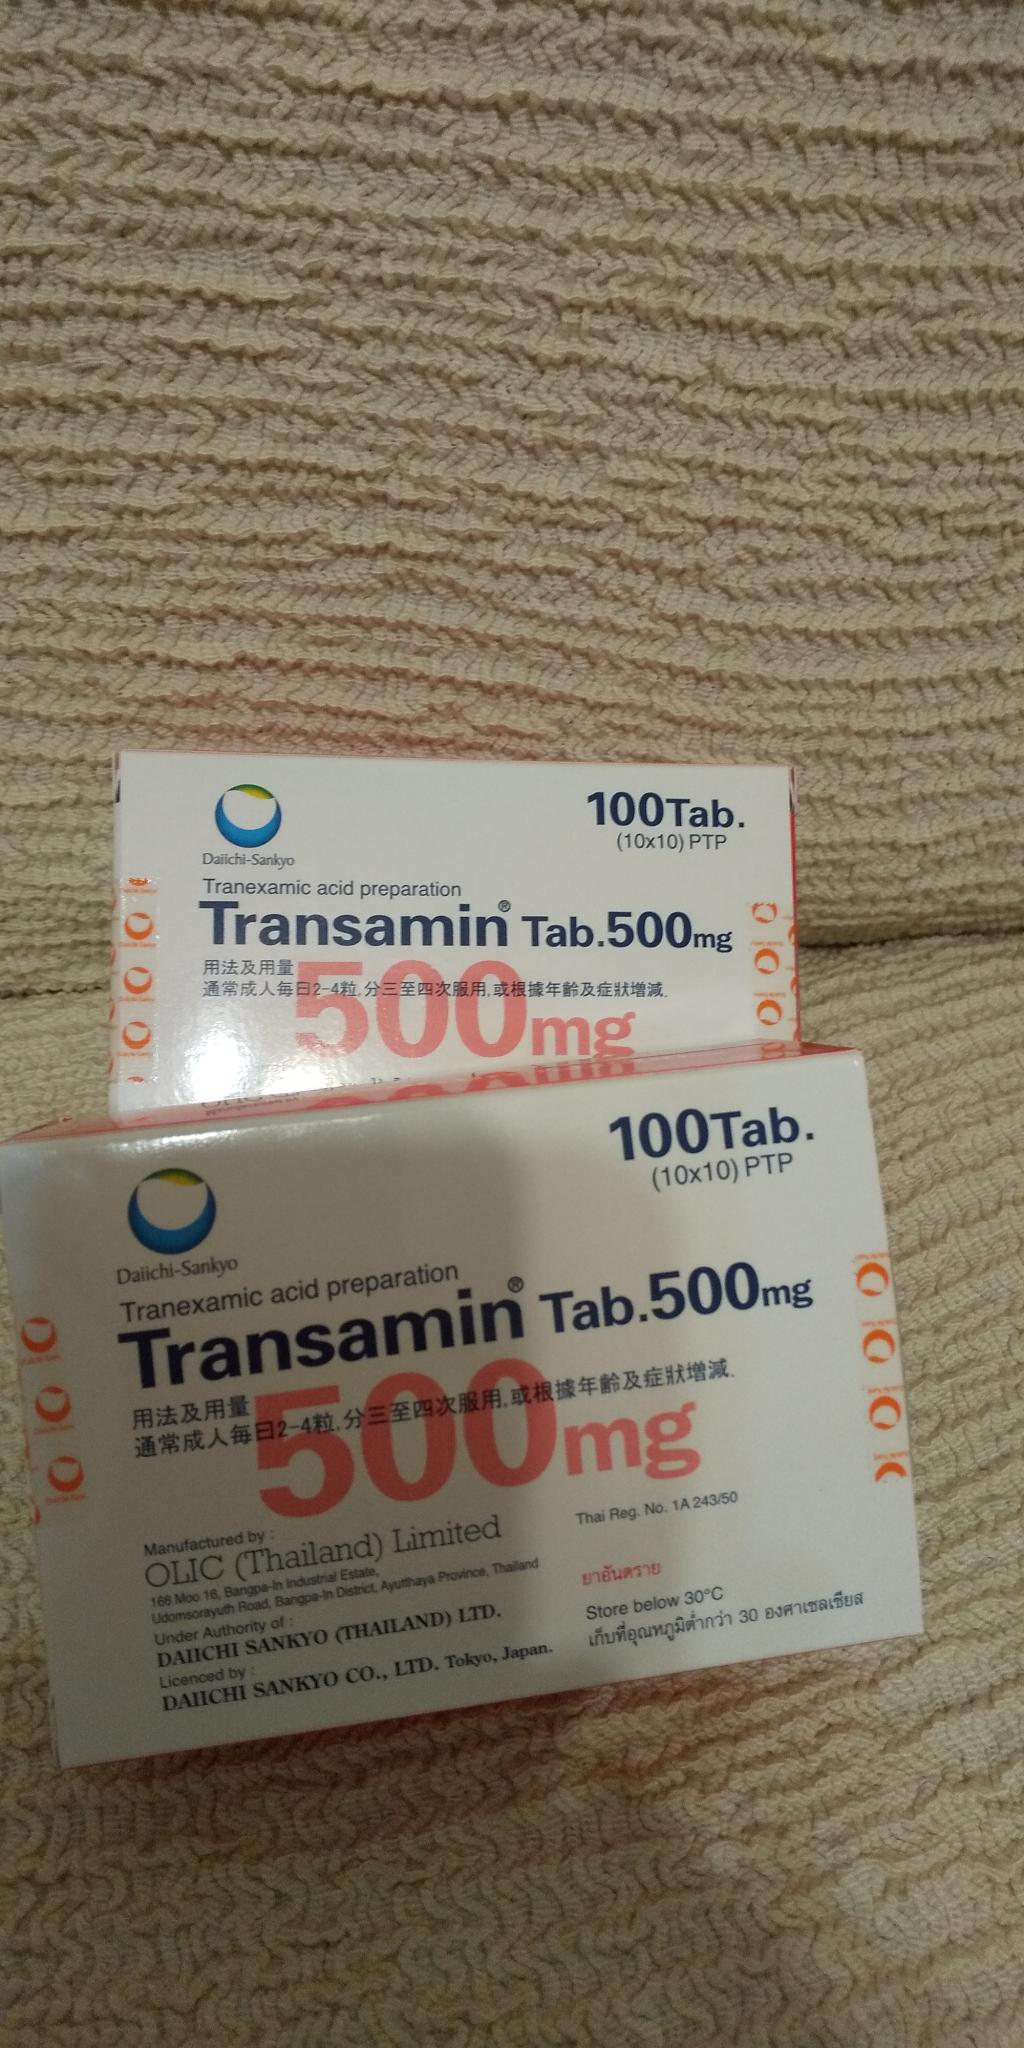 Daiichi-Sankyo
100Tab.
(10x10) PTP
Tranexamic acid preparation
Transamin® Tab.500mg
用法及用量
通常成人每日2-4粒,分三至四次服用,或根據年齡及症狀增減.
500mg
100Tab.
(10x10) PTP
Daiichi-Sankyo
Tranexamic acid preparation
Transamin® Tab.500mg
用法及用量
通常成人每日2-4粒,分三至四次服用,或根據年齡及症狀增減.
500mg
Manufactured by :
OLIC (Thailand) Limited
166 Moo 16, Bangpa-In Industrial Estate,
Udomsorayuth Road, Bangpa-In District, Ayutthaya Province, Thailand
Under Authority of :
DAIICHI SANKYO (THAILAND) LTD.
Licenced by :
DAIICHI SANKYO CO., LTD. Tokyo, Japan.
Thai Reg. No. 1A 243/50
ยาอันตราย
Store below 30°C
เก็บที่อุณหภูมิต่ำกว่า 30 องศาเซลเซียส